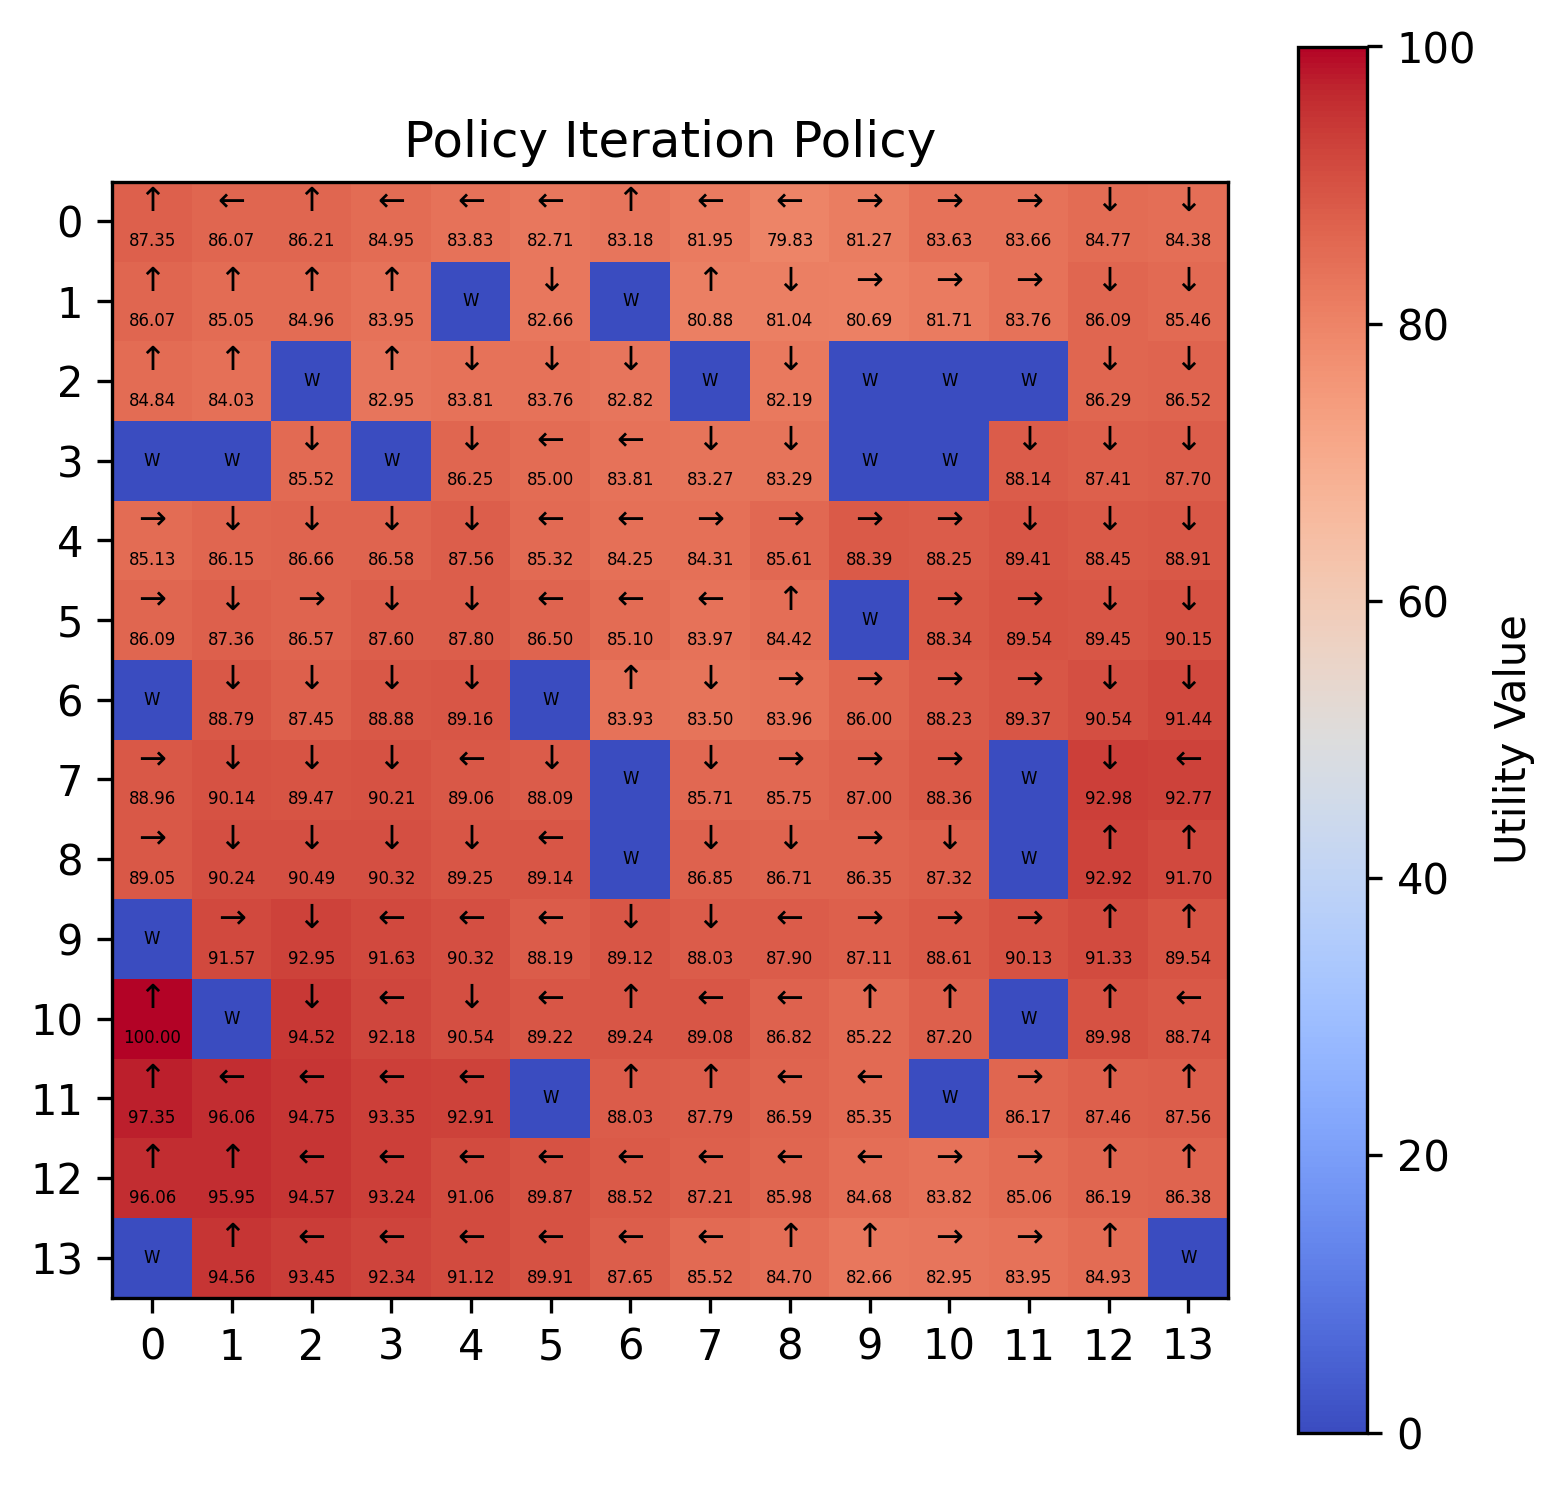 Policy Iteration Policy
↑ ← ↑ ← ← ← ↑ ← ← → → → ↓ ↓
0 87.35 86.07 86.21 84.95 83.83 82.71 83.18 81.95 79.83 81.27 83.63 83.66 84.77 84.38
↑ ↑ ↑ ↑ W ↓ W ↑ ↓ → → → ↓ ↓
1 86.07 85.05 84.96 83.95 82.66 80.88 81.04 80.69 81.71 83.76 86.09 85.46
↑ ↑ W ↑ ↓ ↓ ↓ W ↓ W W W ↓ ↓
2 84.84 84.03 82.95 83.81 83.76 82.82 82.19 86.29 86.52
W W ↓ W ↓ ← ← ↓ ↓ W W ↓ ↓ ↓
3 85.52 86.25 85.00 83.81 83.27 83.29 88.14 87.41 87.70
→ ↓ ↓ ↓ ↓ ← ← → → → → ↓ ↓ ↓
4 85.13 86.15 86.66 86.58 87.56 85.32 84.25 84.31 85.61 88.39 88.25 89.41 88.45 88.91
→ ↓ → ↓ ↓ ← ← ← ↑ W → → ↓ ↓
5 86.09 87.36 86.57 87.60 87.80 86.50 85.10 83.97 84.42 88.34 89.54 89.45 90.15
W ↓ ↓ ↓ ↓ W ↑ ↓ → → → → ↓ ↓
6 88.79 87.45 88.88 89.16 83.93 83.50 83.96 86.00 88.23 89.37 90.54 91.44
→ ↓ ↓ ↓ ← ↓ W ↓ → → → W ↓ ←
7 88.96 90.14 89.47 90.21 89.06 88.09 85.71 85.75 87.00 88.36 92.98 92.77
→ ↓ ↓ ↓ ↓ ← W ↓ ↓ → ↓ W ↑ ↑
8 89.05 90.24 90.49 90.32 89.25 89.14 86.85 86.71 86.35 87.32 92.92 91.70
W → ↓ ← ← ← ↓ ↓ ← → → → ↑ ↑
9 91.57 92.95 91.63 90.32 88.19 89.12 88.03 87.90 87.11 88.61 90.13 91.33 89.54
↑ W ↓ ← ↓ ← ↑ ← ← ↑ ↑ W ↑ ←
10 100.00 94.52 92.18 90.54 89.22 89.24 89.08 86.82 85.22 87.20 89.98 88.74
↑ ← ← ← ← W ↑ ↑ ← ← W → ↑ ↑
11 97.35 96.06 94.75 93.35 92.91 88.03 87.79 86.59 85.35 86.17 87.46 87.56
↑ ↑ ← ← ← ← ← ← ← ← → → ↑ ↑
12 96.06 95.95 94.57 93.24 91.06 89.87 88.52 87.21 85.98 84.68 83.82 85.06 86.19 86.38
W ↑ ← ← ← ← ← ← ↑ ↑ → → ↑ W
13 94.56 93.45 92.34 91.12 89.91 87.65 85.52 84.70 82.66 82.95 83.95 84.93
0 1 2 3 4 5 6 7 8 9 10 11 12 13
100
80
60
40
20
0
Utility Value